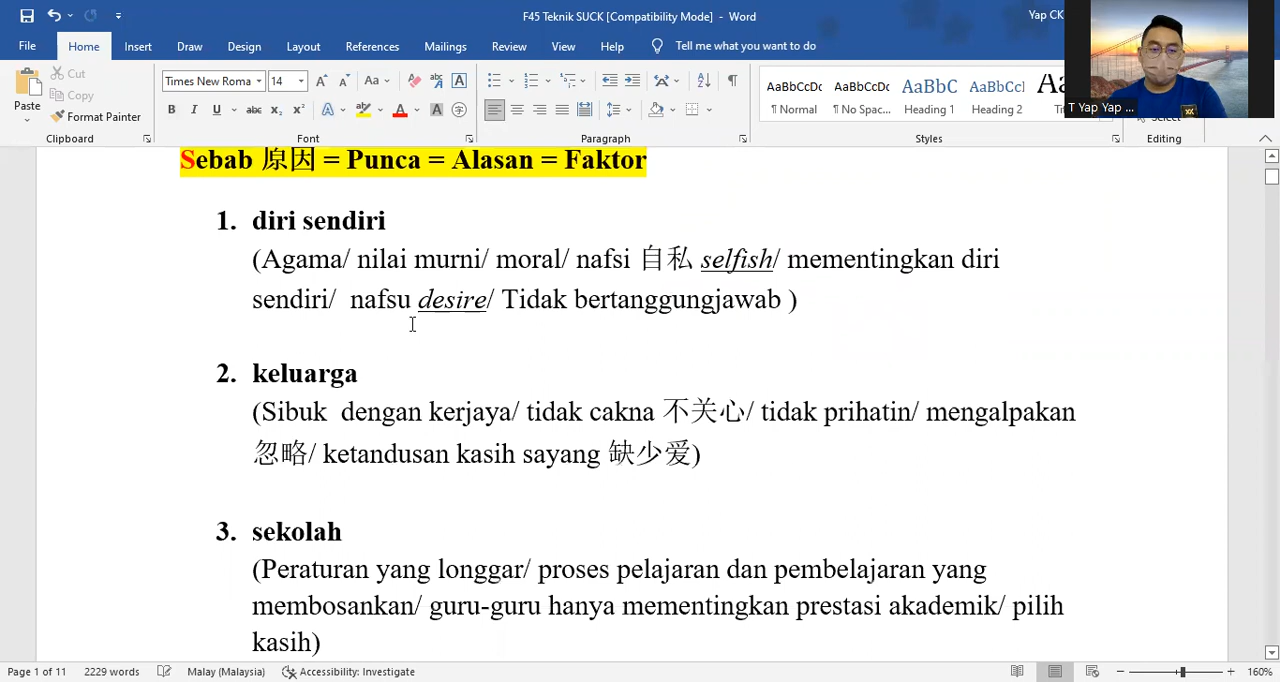 F45 Teknik SUCK [Compatibility Mode] - Word
Yap CK
File Home Insert Draw Design Layout References Mailings Review View Help Tell me what you want to do
Cut
Copy
Paste
Format Painter
Clipboard
Times New Roma 14
Aa
Font
Paragraph
AaBbCcDc AaBbCcDc AaBbC AaBbCcI
¶ Normal ¶ No Spac... Heading 1 Heading 2
Styles
Select
Editing
T Yap Yap ...
Sebab 原因 = Punca = Alasan = Faktor
1. diri sendiri
(Agama/ nilai murni/ moral/ nafsi 自私 selfish/ mementingkan diri
sendiri/ nafsu desire/ Tidak bertanggungjawab )
2. keluarga
(Sibuk dengan kerjaya/ tidak cakna 不关心/ tidak prihatin/ mengalpakan
忽略/ ketandusan kasih sayang 缺少爱)
3. sekolah
(Peraturan yang longgar/ proses pelajaran dan pembelajaran yang
membosankan/ guru-guru hanya mementingkan prestasi akademik/ pilih
kasih)
Page 1 of 11 2229 words Malay (Malaysia) Accessibility: Investigate 160%